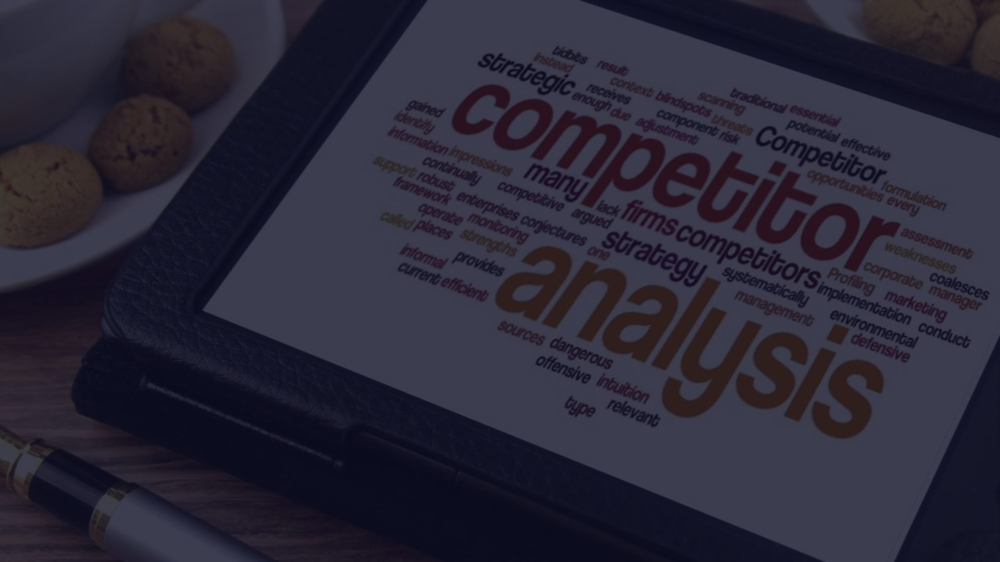 tidbits
Instead result
strategic
context
receives blindspots scanning traditional essential
enough due component threats potential effective
gained adjustment risk Competitor
identify competitor
information impressions opportunities formulation
continually many every
support robust competitive
framework enterprises lack firms competitors assessment
operate monitoring conjectures argued weaknesses
called places strengths one strategy corporate coalesces
informal provides analysis systematically Profiling manager
current efficient implementation marketing
management environmental conduct
sources dangerous defensive
offensive intuition
type relevant